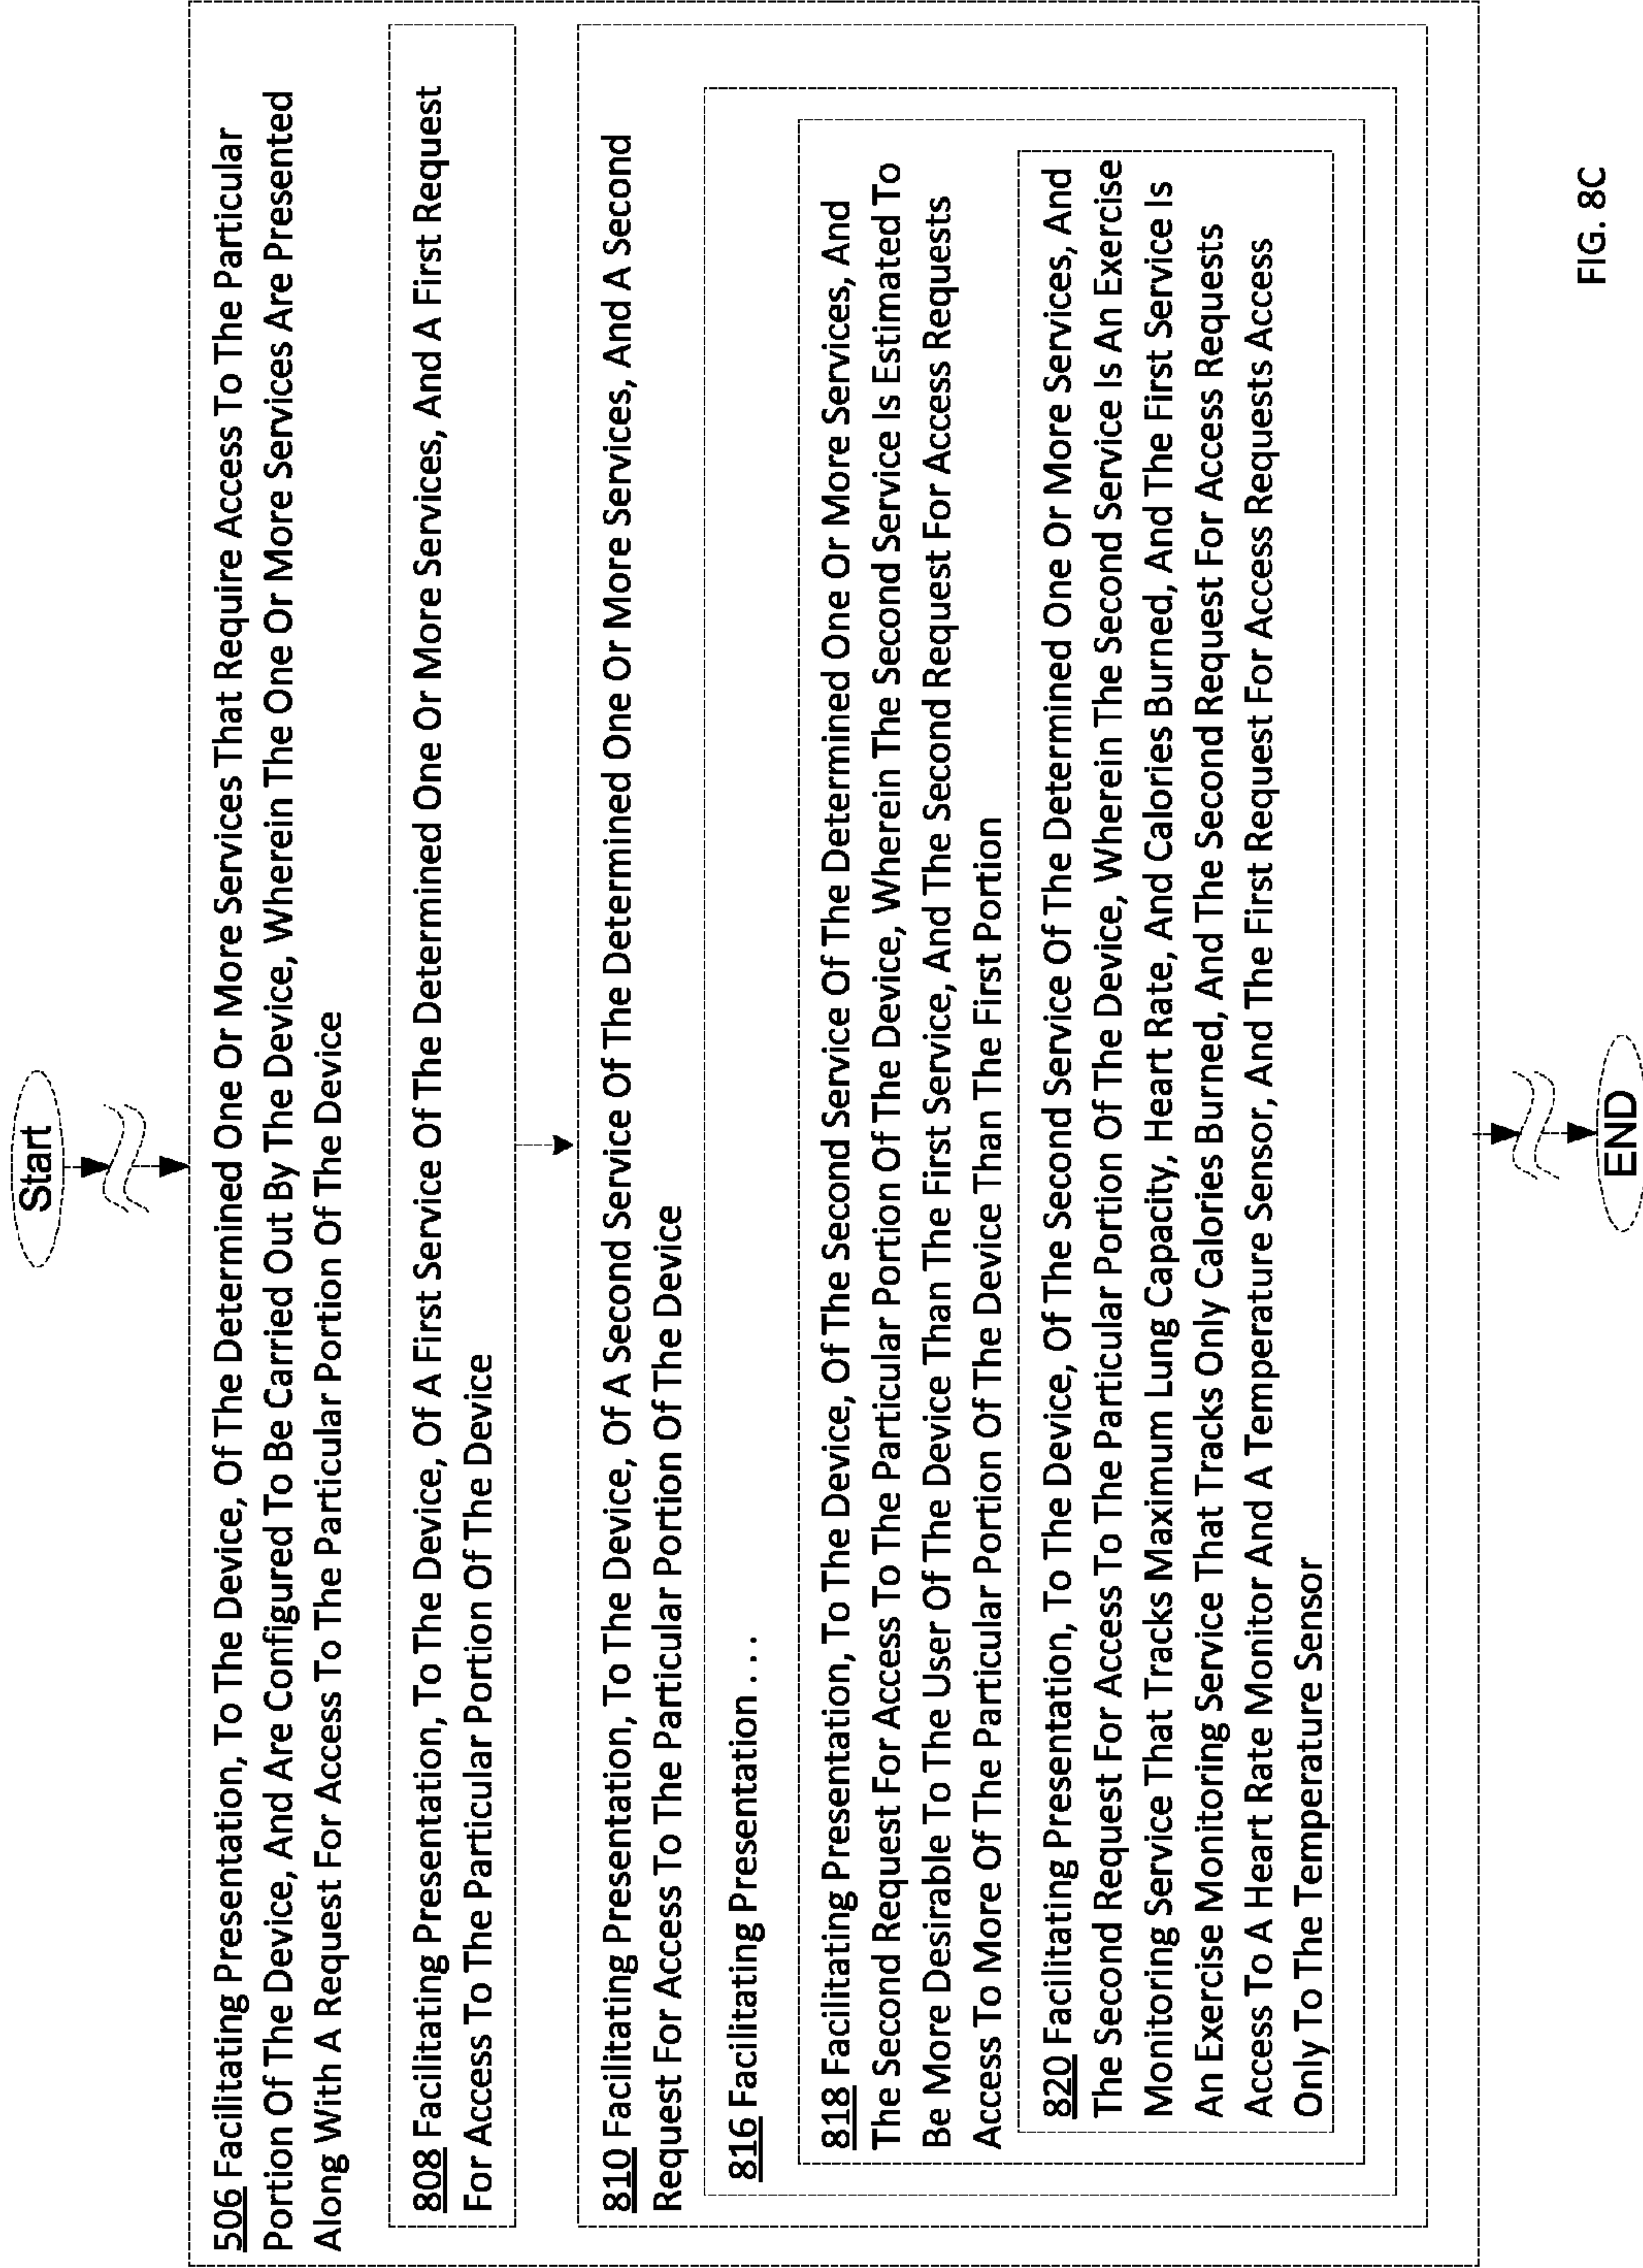 Start
506 Facilitating Presentation, To The Device, Of The Determined One Or More Services That Require Access To The Particular
Portion Of The Device, And Are Configured To Be Carried Out By The Device, Wherein The One Or More Services Are Presented
Along With A Request For Access To The Particular Portion Of The Device
808 Facilitating Presentation, To The Device, Of A First Service Of The Determined One Or More Services, And A First Request
For Access To The Particular Portion Of The Device
810 Facilitating Presentation, To The Device, Of A Second Service Of The Determined One Or More Services, And A Second
Request For Access To The Particular Portion Of The Device
816 Facilitating Presentation . . .
818 Facilitating Presentation, To The Device, Of The Second Service Of The Determined One Or More Services, And
The Second Request For Access To The Particular Portion Of The Device, Wherein The Second Service Is Estimated To
Be More Desirable To The User Of The Device Than The First Service, And The Second Request For Access Requests
Access To More Of The Particular Portion Of The Device Than The First Portion
820 Facilitating Presentation, To The Device, Of The Second Service Of The Determined One Or More Services, And
The Second Request For Access To The Particular Portion Of The Device, Wherein The Second Service Is An Exercise
Monitoring Service That Tracks Maximum Lung Capacity, Heart Rate, And Calories Burned, And The First Service Is
An Exercise Monitoring Service That Tracks Only Calories Burned, And The Second Request For Access Requests
Access To A Heart Rate Monitor And A Temperature Sensor, And The First Request For Access Requests Access
Only To The Temperature Sensor
END
FIG. 8C